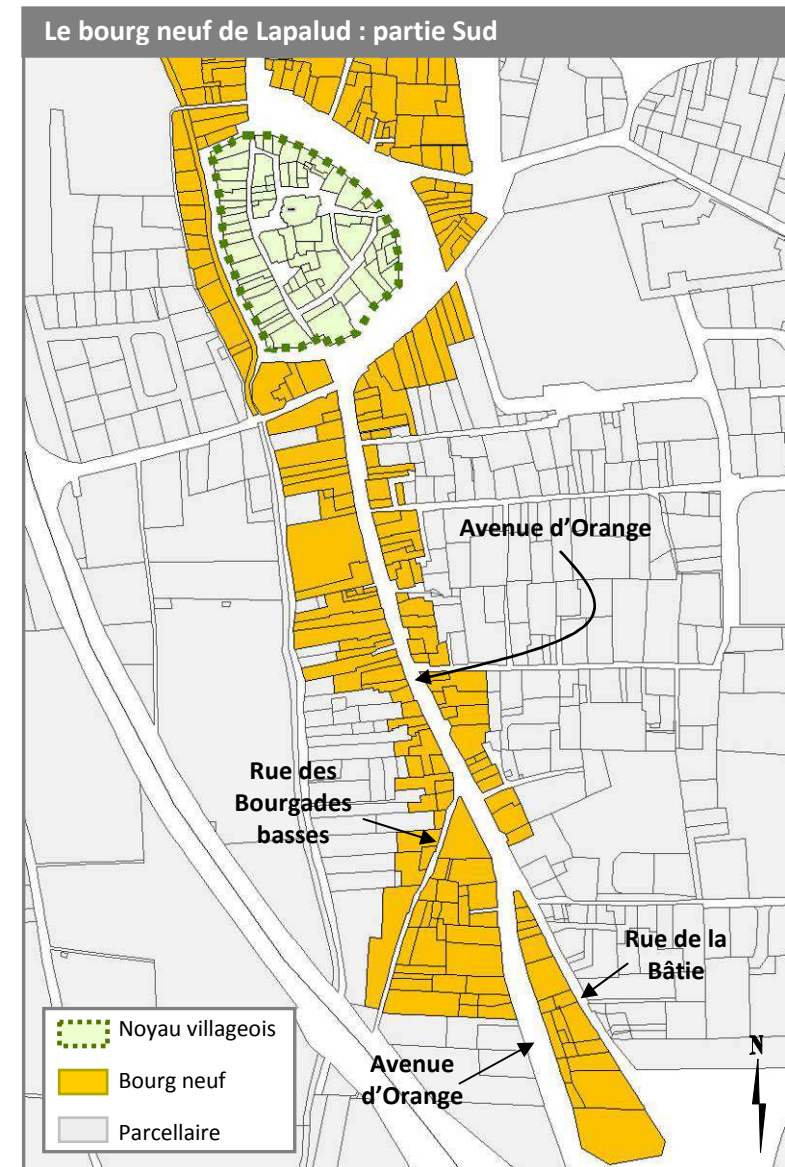 Le bourg neuf de Lapalud : partie Sud
Avenue d’Orange
Rue des
Bourgades
basses
Rue de la
Bâtie
Avenue
d’Orange
N
Noyau villageois
Bourg neuf
Parcellaire